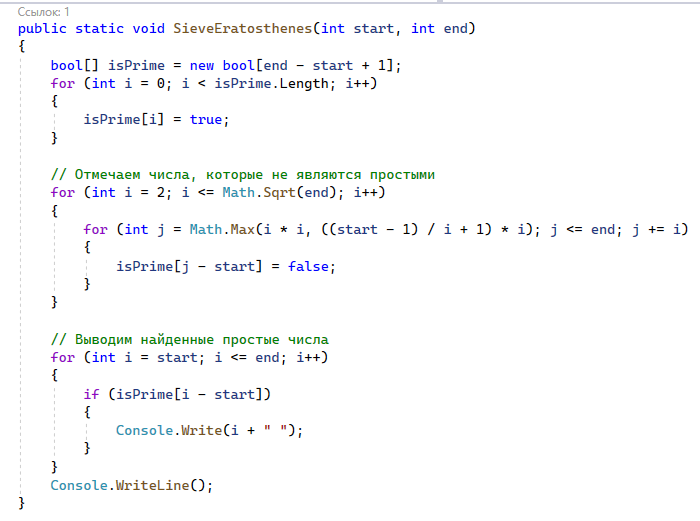 Ссылок: 1
public static void SieveEratosthenes(int start, int end)
{
    bool[] isPrime = new bool[end - start + 1];
    for (int i = 0; i < isPrime.Length; i++)
    {
        isPrime[i] = true;
    }

    // Отмечаем числа, которые не являются простыми
    for (int i = 2; i <= Math.Sqrt(end); i++)
    {
        for (int j = Math.Max(i * i, ((start - 1) / i + 1) * i); j <= end; j += i)
        {
            isPrime[j - start] = false;
        }
    }

    // Выводим найденные простые числа
    for (int i = start; i <= end; i++)
    {
        if (isPrime[i - start])
        {
            Console.Write(i + " ");
        }
    }
    Console.WriteLine();
}